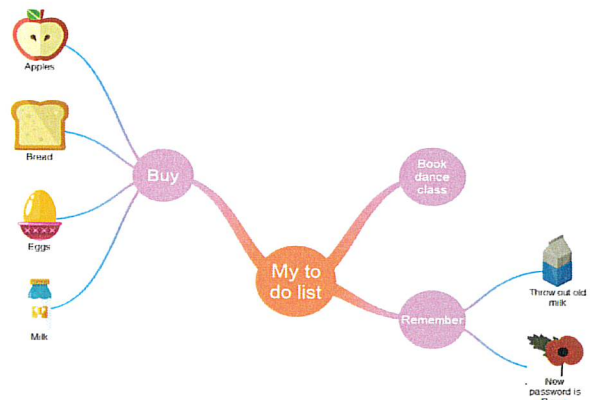 Apples
Bread
Buy
Eggs
Milk
My to
do list
Book
dance
class
Remember
Throw out old
milk
New
password is